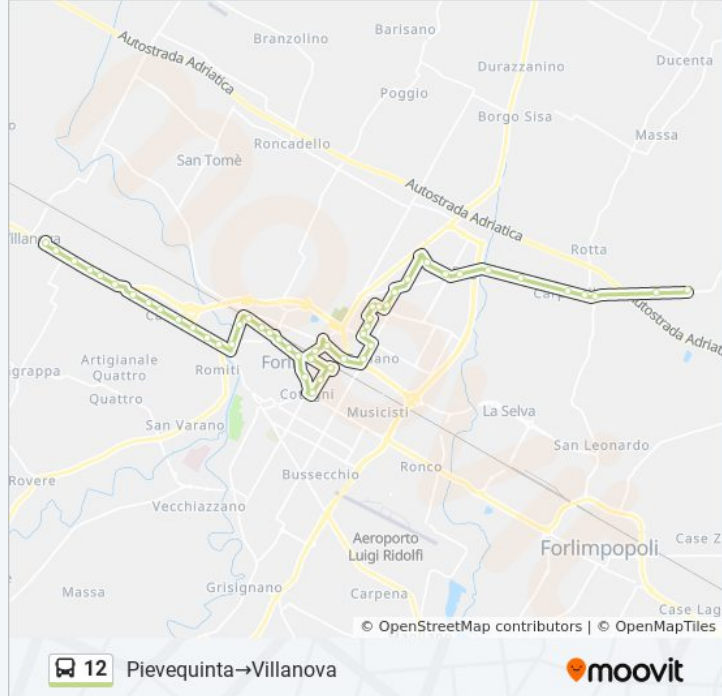 Barisano
Branzolino
Autostrada Adriatica
Ducenta
Durazzanino
Poggio
Borgo Sisa
Massa
Roncadello
San Tomè
Autostrada Adriatica
Rotta
Villanova
Autostrada Adriati
Artigianale
Quattro
Romiti
Quattro
Musicisti
La Selva
San Varano
San Leonardo
Ronco
Bussecchio
Rovere
Vecchiazzano
Aeroporto
Luigi Ridolfi
Case Z
Forlimpopoli
Massa
Grisignano
Carpena
Case Lag
© OpenStreetMap contributors | © OpenMapTiles
12 Pievequinta→Villanova
moovit